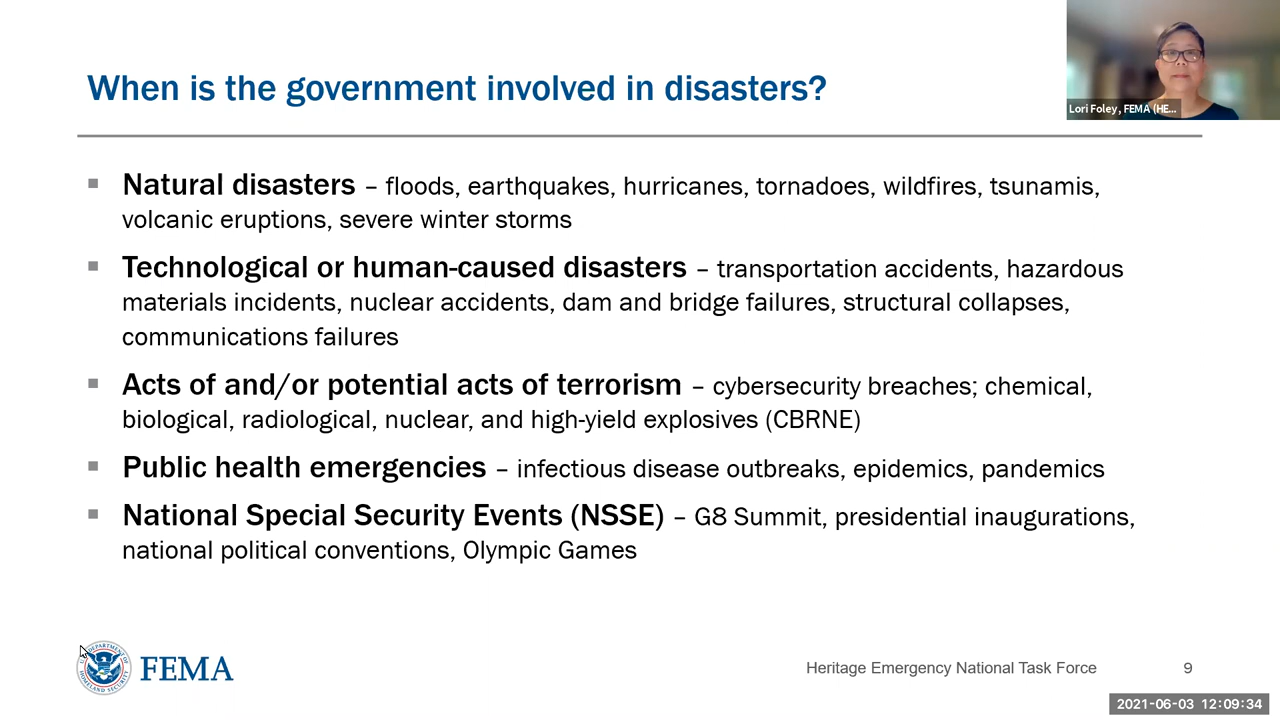 When is the government involved in disasters?
Lori Foley, FEMA (HE...
▪ Natural disasters – floods, earthquakes, hurricanes, tornadoes, wildfires, tsunamis,
volcanic eruptions, severe winter storms
▪ Technological or human-caused disasters – transportation accidents, hazardous
materials incidents, nuclear accidents, dam and bridge failures, structural collapses,
communications failures
▪ Acts of and/or potential acts of terrorism – cybersecurity breaches; chemical,
biological, radiological, nuclear, and high-yield explosives (CBRNE)
▪ Public health emergencies – infectious disease outbreaks, epidemics, pandemics
▪ National Special Security Events (NSSE) – G8 Summit, presidential inaugurations,
national political conventions, Olympic Games
FEMA
Heritage Emergency National Task Force
9
2021-06-03 12:09:34